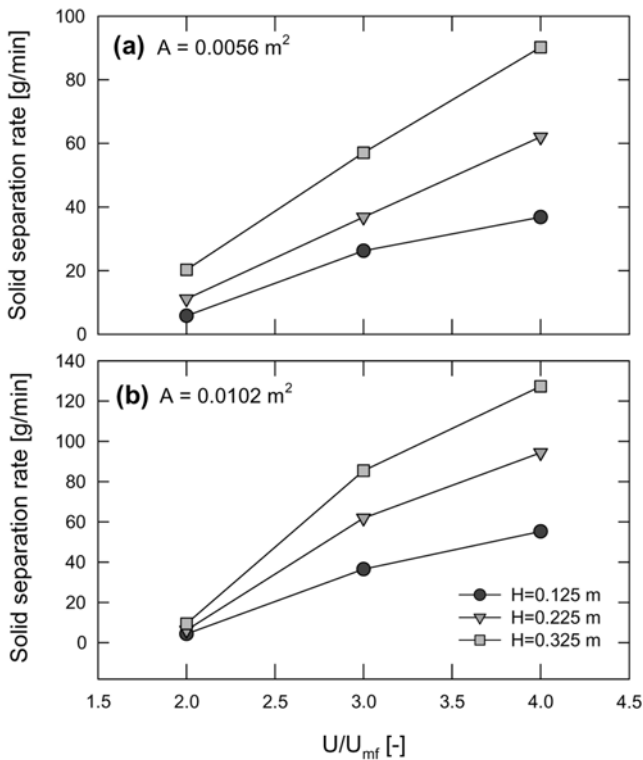 100
(a) A = 0.0056 m²
80
60
40
20
0
Solid separation rate [g/min]
140
(b) A = 0.0102 m²
120
100
80
60
40
20
0
Solid separation rate [g/min]
H=0.125 m
H=0.225 m
H=0.325 m
1.5 2.0 2.5 3.0 3.5 4.0 4.5
U/Umf [-]